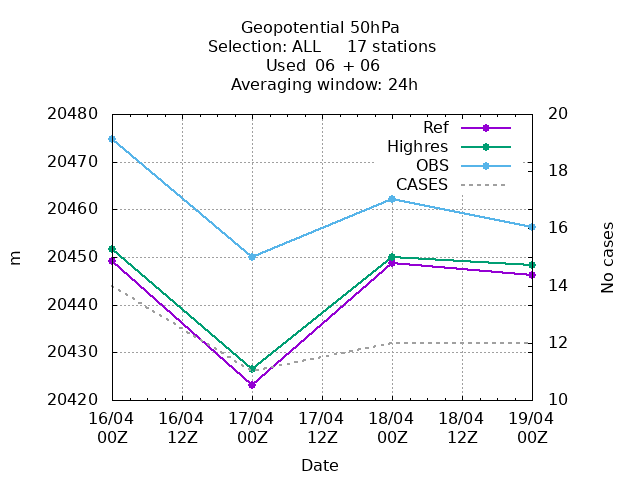 Geopotential 50hPa
Selection: ALL 17 stations
Used 06 + 06
Averaging window: 24h
20480
20470
20460
20450
20440
20430
20420
m
20
18
16
14
12
10
No cases
Ref
Highres
OBS
CASES
16/04 16/04 17/04 17/04 18/04 18/04 19/04
00Z 12Z 00Z 12Z 00Z 12Z 00Z
Date